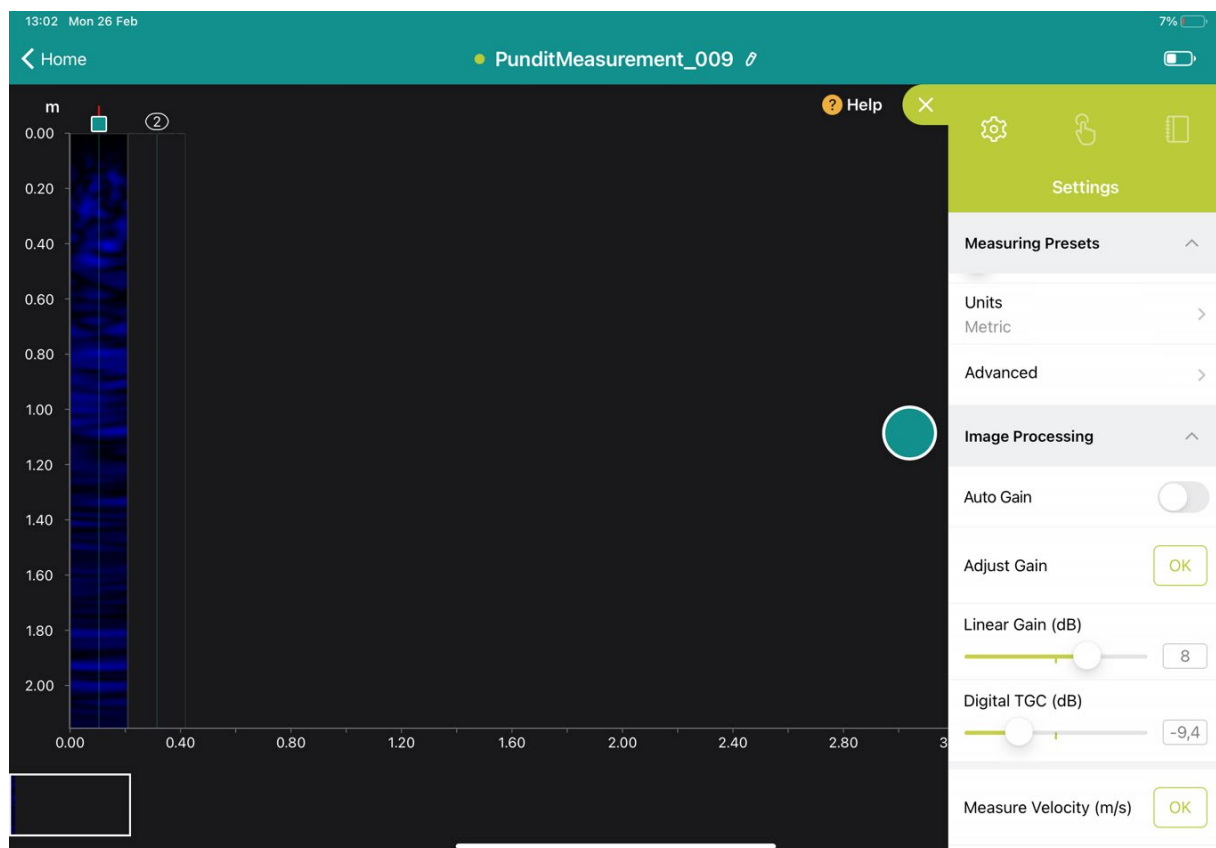 13:02 Mon 26 Feb
7%
Home
PunditMeasurement_009
m
2
? Help
0.00
0.20
0.40
0.60
0.80
1.00
1.20
1.40
1.60
1.80
2.00
0.00 0.40 0.80 1.20 1.60 2.00 2.40 2.80 3
Settings
Measuring Presets
Units
Metric
Advanced
Image Processing
Auto Gain
Adjust Gain OK
Linear Gain (dB)
8
Digital TGC (dB)
-9,4
Measure Velocity (m/s) OK